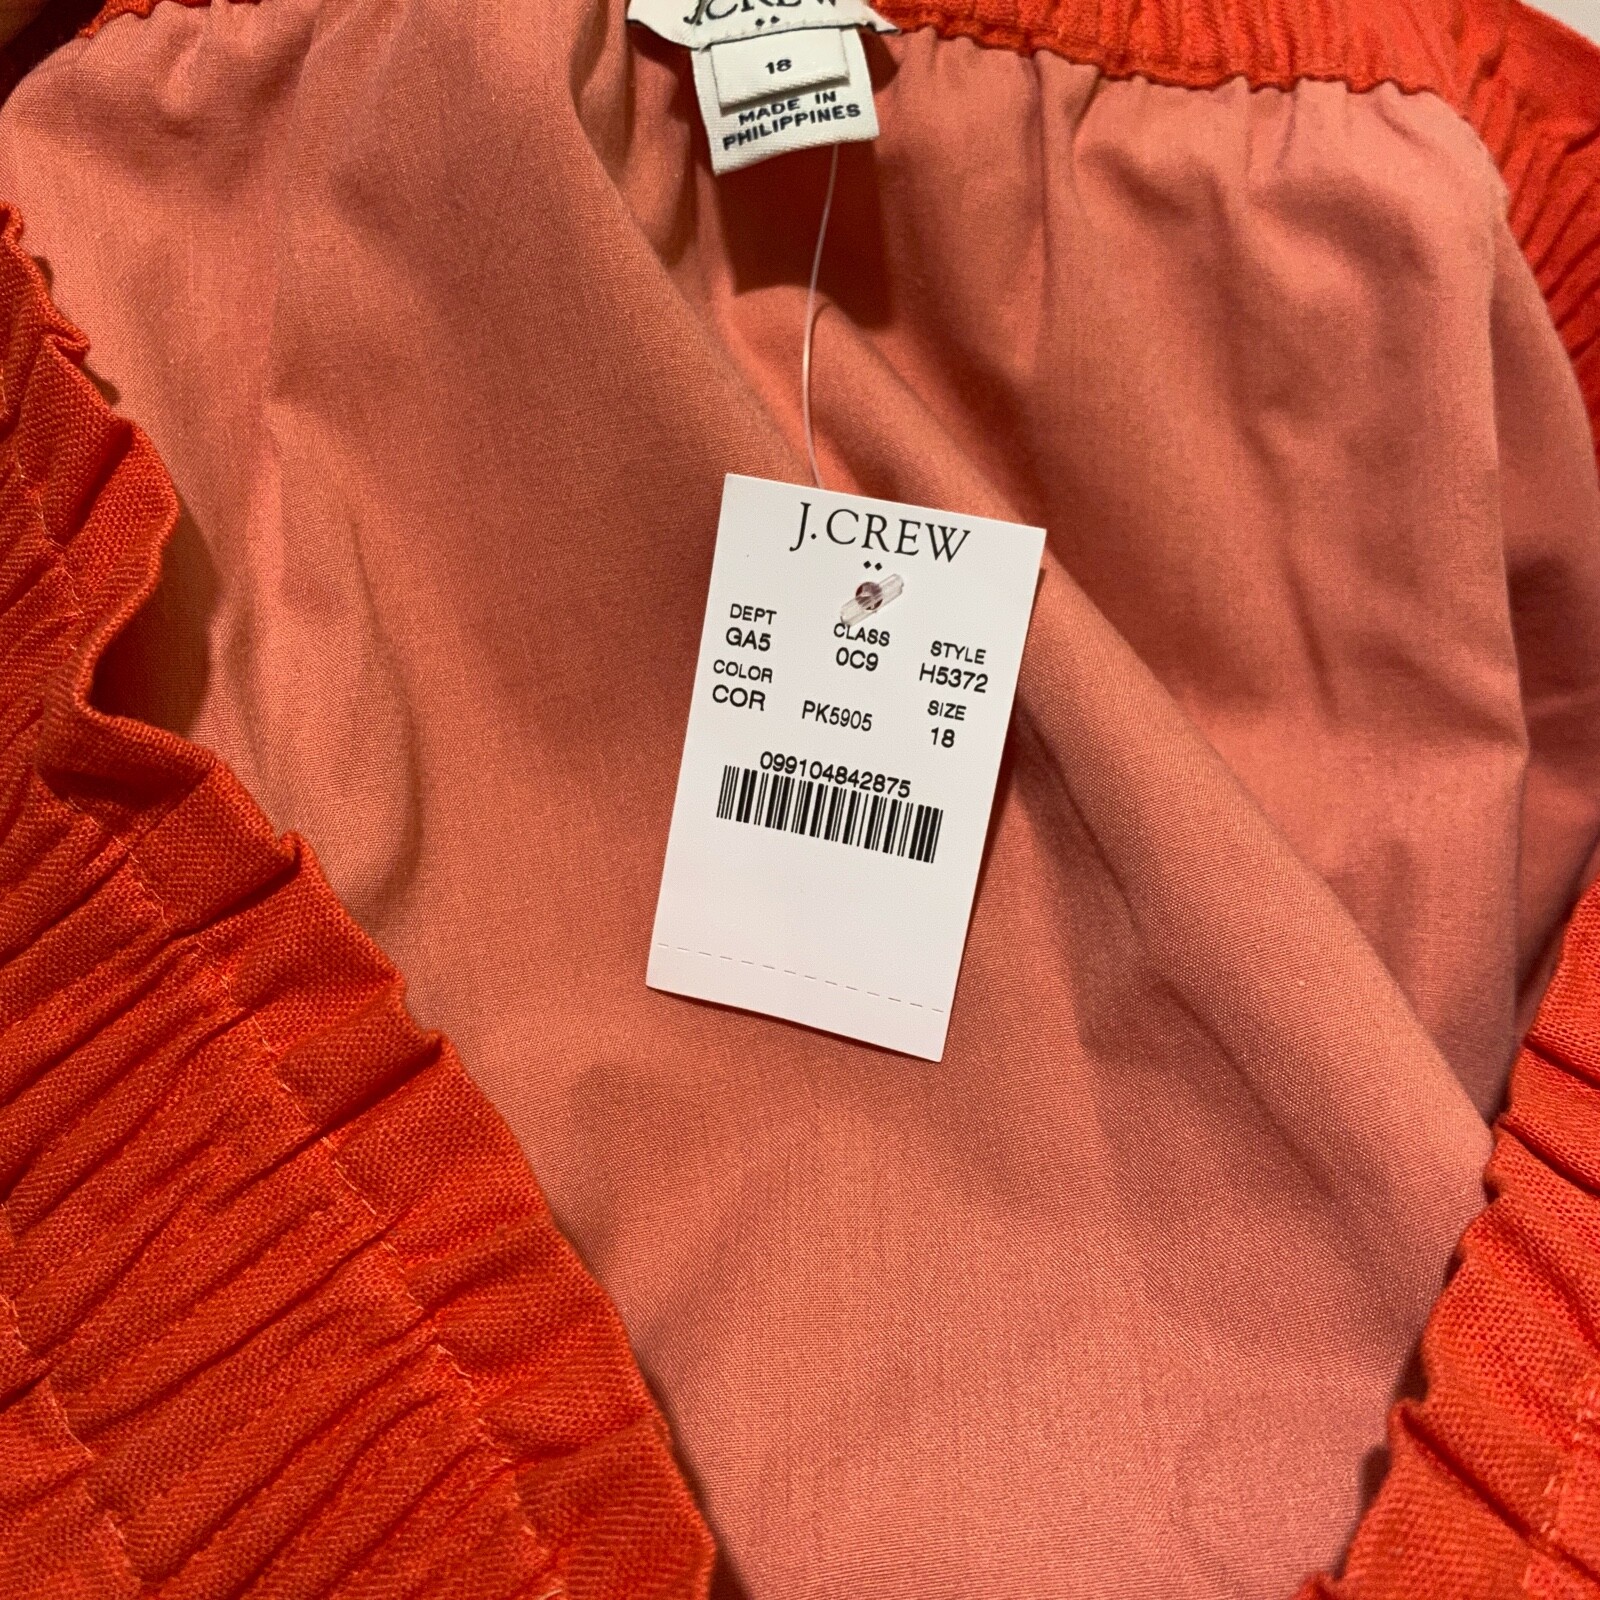 J.CREW
18
MADE IN
PHILIPPINES
J.CREW
DEPT CLASS STYLE
GA5 0C9 H5372
COLOR SIZE
COR PK5905 18
099104842875